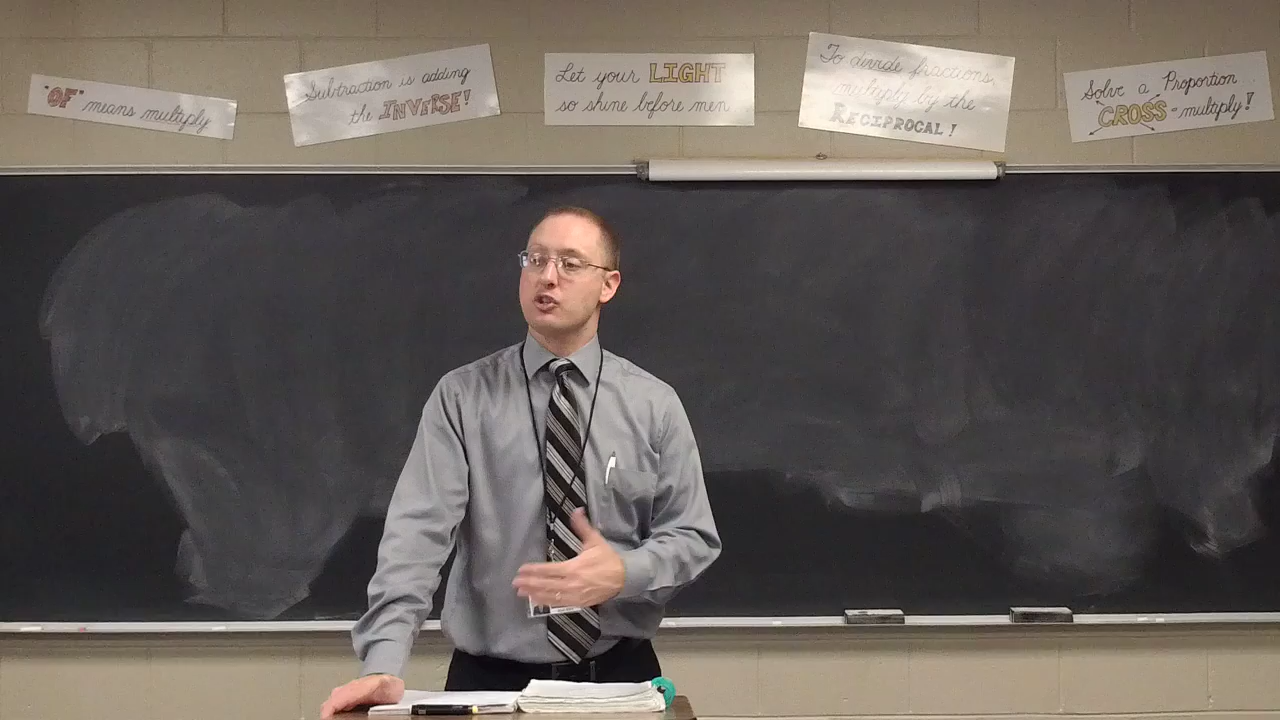 "OF" means multiply
Subtraction is adding
the INVERSE!
Let your LIGHT
so shine before men
To divide fractions,
multiply by the
RECIPROCAL!
Solve a Proportion
CROSS-multiply!